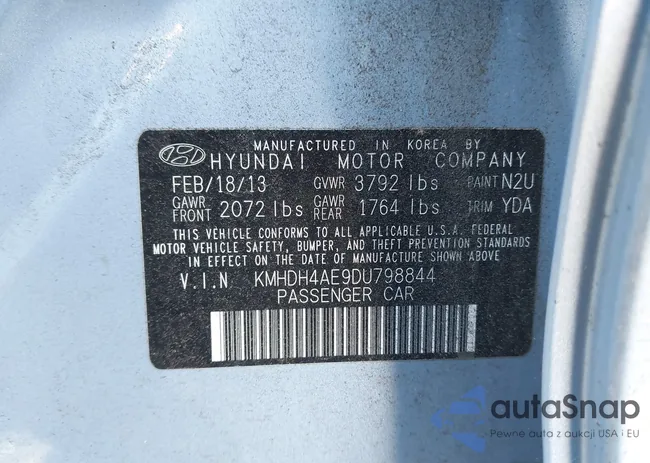 MANUFACTURED IN KOREA BY
HYUNDAI MOTOR COMPANY
FEB/18/13 GVWR 3792 lbs PAINT N2U
GAWR FRONT 2072 lbs GAWR REAR 1764 lbs TRIM YDA
THIS VEHICLE CONFORMS TO ALL APPLICABLE U.S.A. FEDERAL
MOTOR VEHICLE SAFETY, BUMPER, AND THEFT PREVENTION STANDARDS
IN EFFECT ON THE DATE OF MANUFACTURE SHOWN ABOVE
V.I.N KMHDH4AE9DU798844
PASSENGER CAR
autaSnap
Pewne auta z aukcji USA i EU